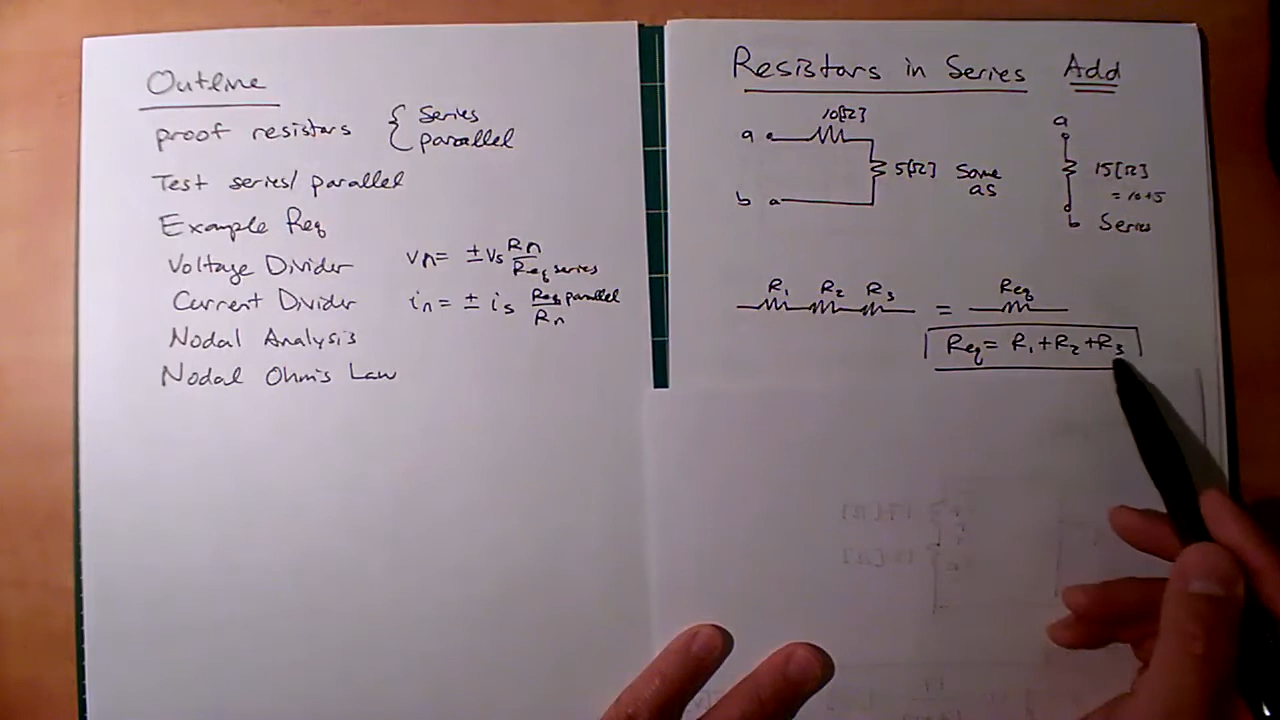 Outline
proof resistors { Series
parallel
Test series/parallel
Example Req
Voltage Divider vn= ±vs Rn/Req series
Current Divider in= ± is Req parallel/Rn
Nodal Analysis
Nodal Ohm's Law
Resistors in Series Add
10[Ω]
a
5[Ω]
b
Same
as
a
15[Ω]
= 10+5
b Series
R1 R2 R3 = Req
Req= R1+R2+R3